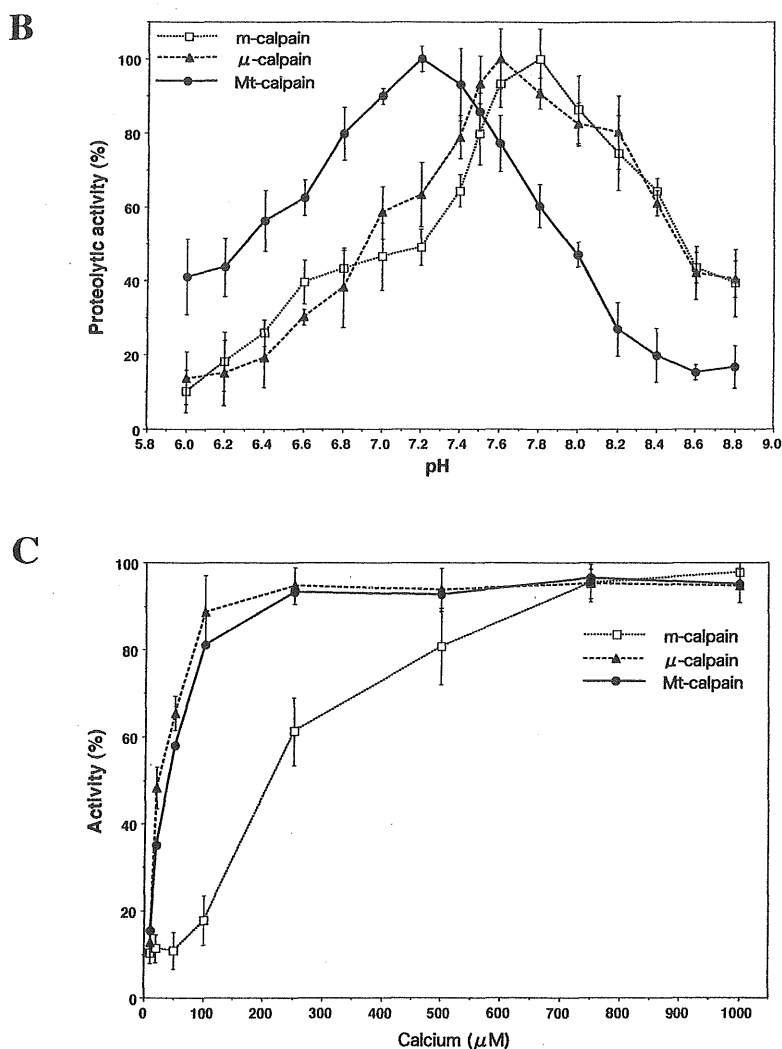 B
m-calpain
μ-calpain
Mt-calpain
100
80
60
40
20
0
Proteolytic activity (%)
5.8 6.0 6.2 6.4 6.6 6.8 7.0 7.2 7.4 7.6 7.8 8.0 8.2 8.4 8.6 8.8 9.0
pH
C
100
80
60
40
20
0
Activity (%)
m-calpain
μ-calpain
Mt-calpain
0 100 200 300 400 500 600 700 800 900 1000
Calcium (μM)